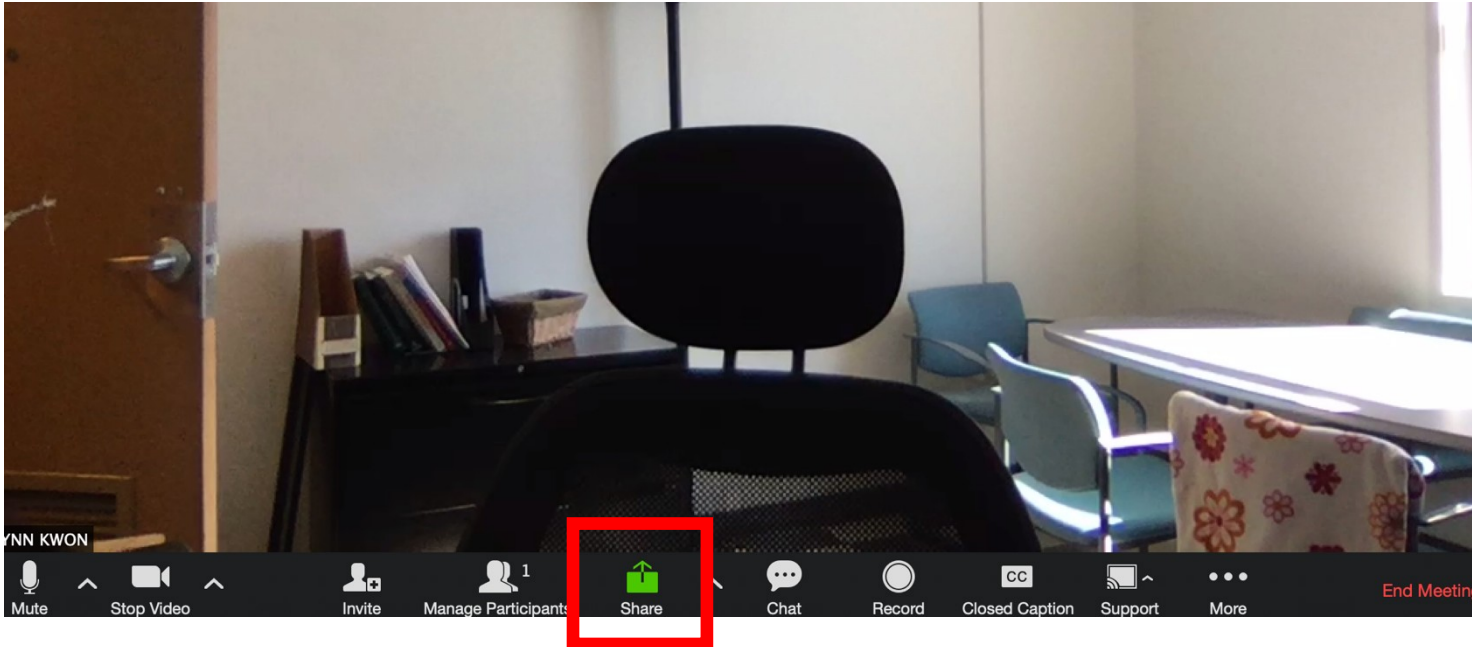 YNN KWON
1
CC
Mute Stop Video Invite Manage Participants Share Chat Record Closed Caption Support More End Meeting